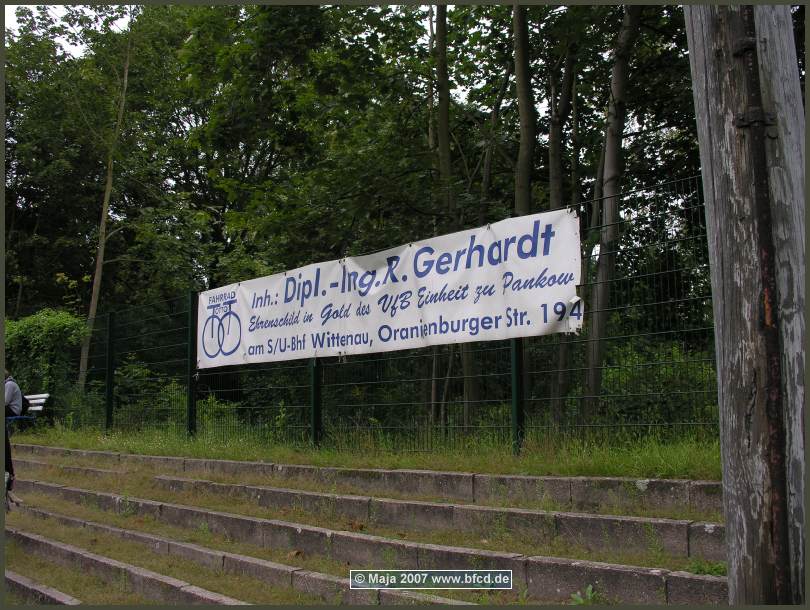 FAHRRAD
OTTO
Inh.: Dipl.-Ing.R.Gerhardt
Ehrenschild in Gold des VfB Einheit zu Pankow
am S/U-Bhf Wittenau, Oranienburger Str. 194
© Maja 2007 www.bfcd.de